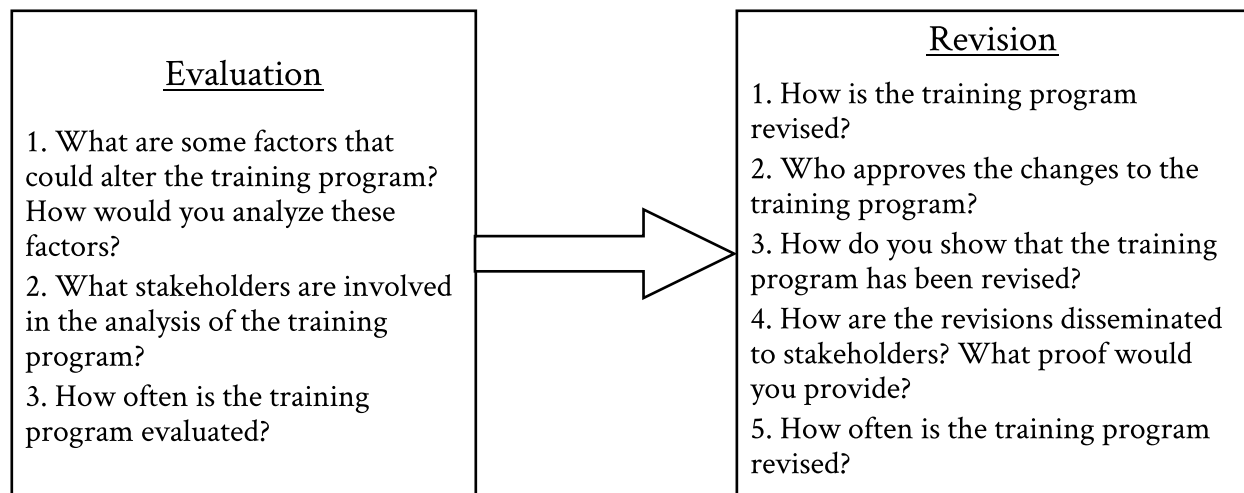 Evaluation
1. What are some factors that
could alter the training program?
How would you analyze these
factors?
2. What stakeholders are involved
in the analysis of the training
program?
3. How often is the training
program evaluated?
Revision
1. How is the training program
revised?
2. Who approves the changes to the
training program?
3. How do you show that the training
program has been revised?
4. How are the revisions disseminated
to stakeholders? What proof would
you provide?
5. How often is the training program
revised?